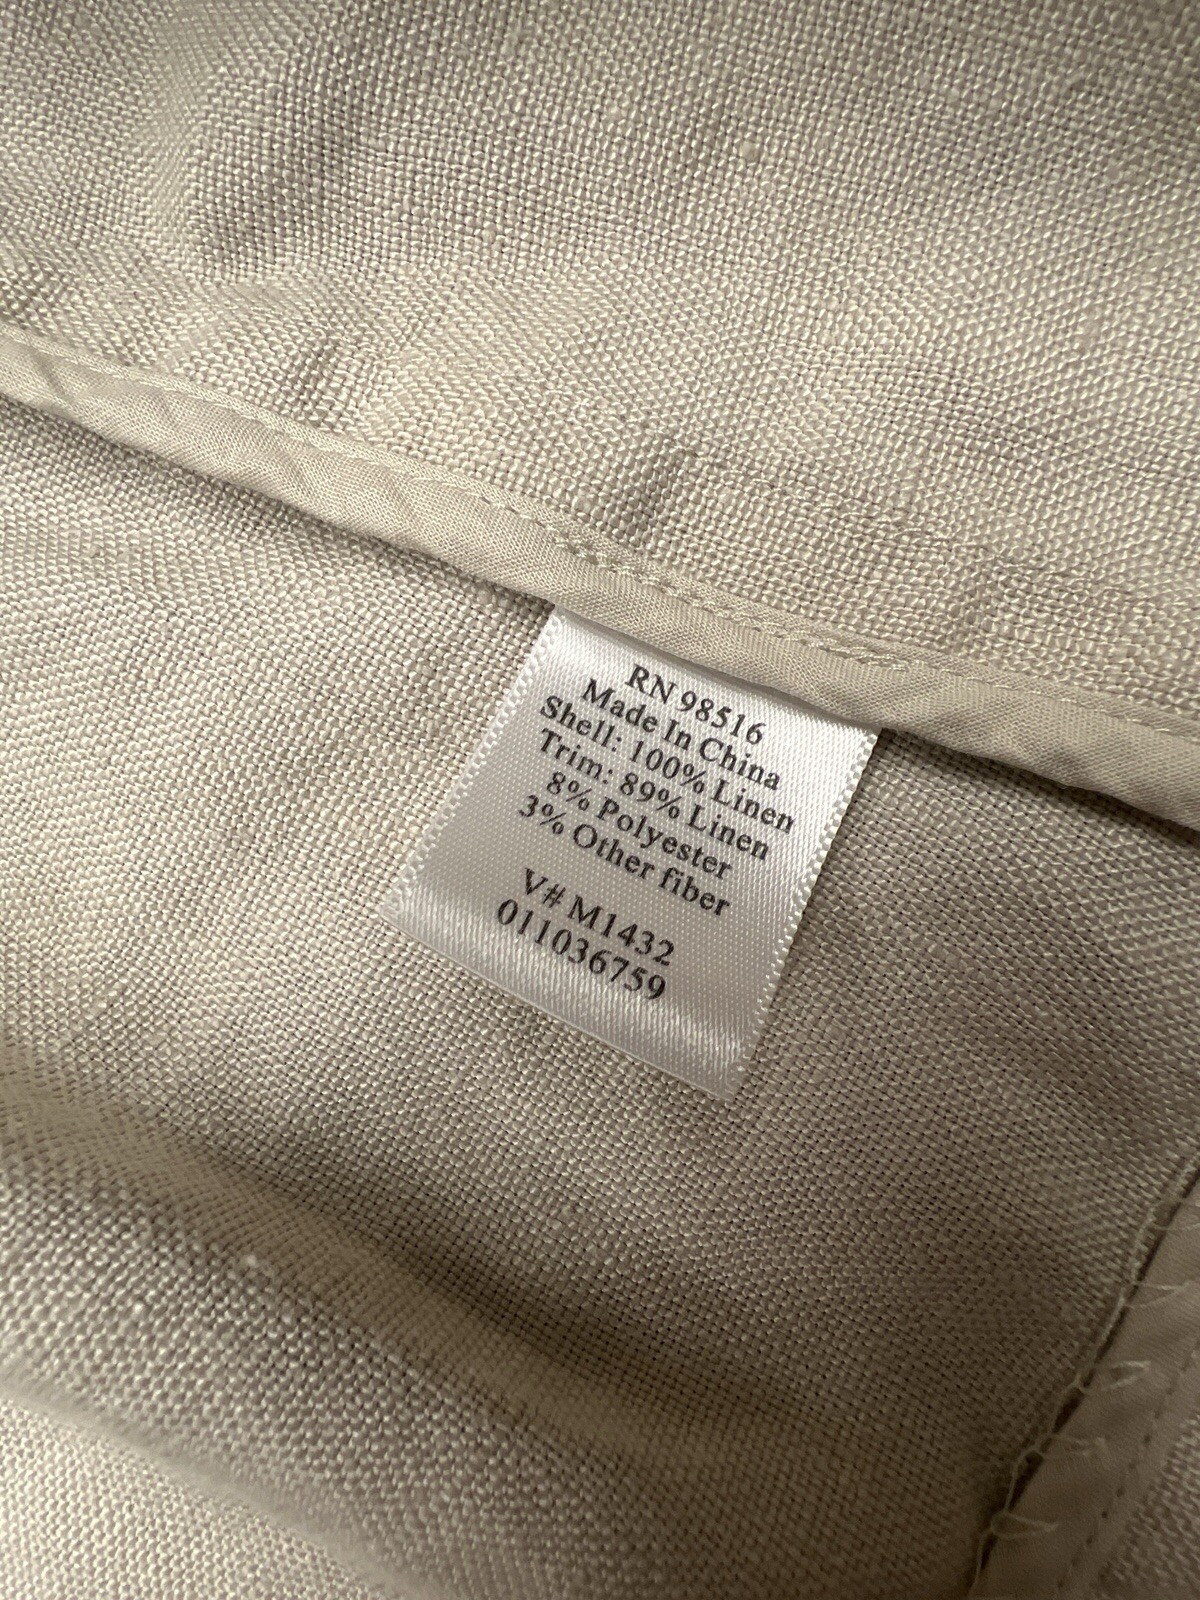 RN 98516
Made In China
Shell: 100% Linen
Trim: 89% Linen
8% Polyester
3% Other fiber
V# M1432
011036759